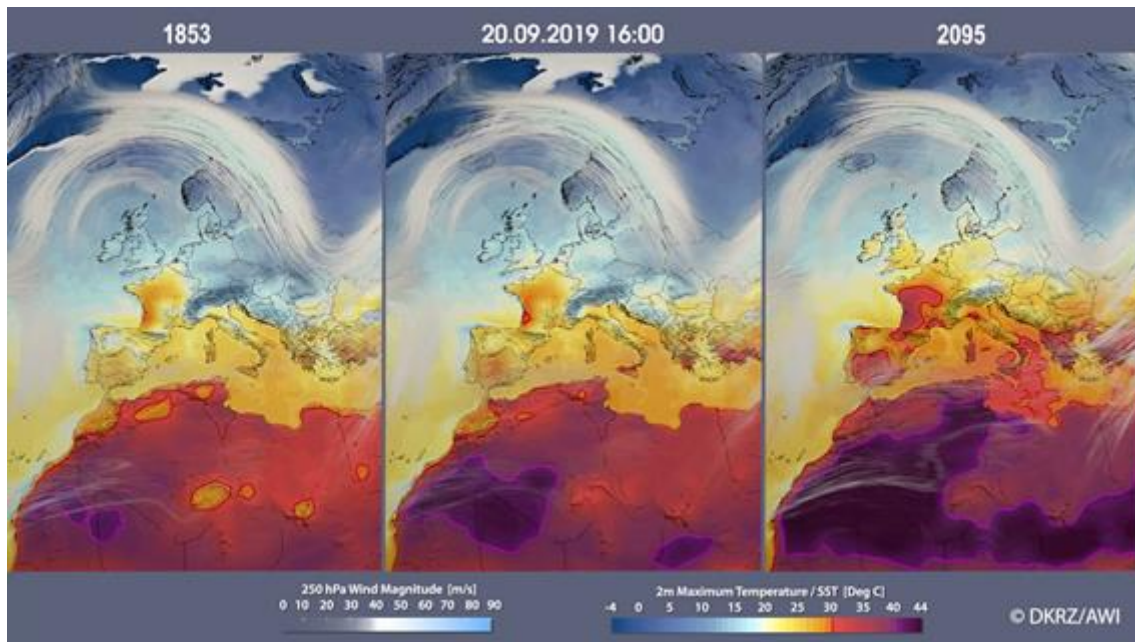 1853
20.09.2019 16:00
2095
250 hPa Wind Magnitude [m/s]
0 10 20 30 40 50 60 70 80 90
2m Maximum Temperature / SST [Deg C]
-4 0 5 10 15 20 25 30 35 40 44
© DKRZ/AWI